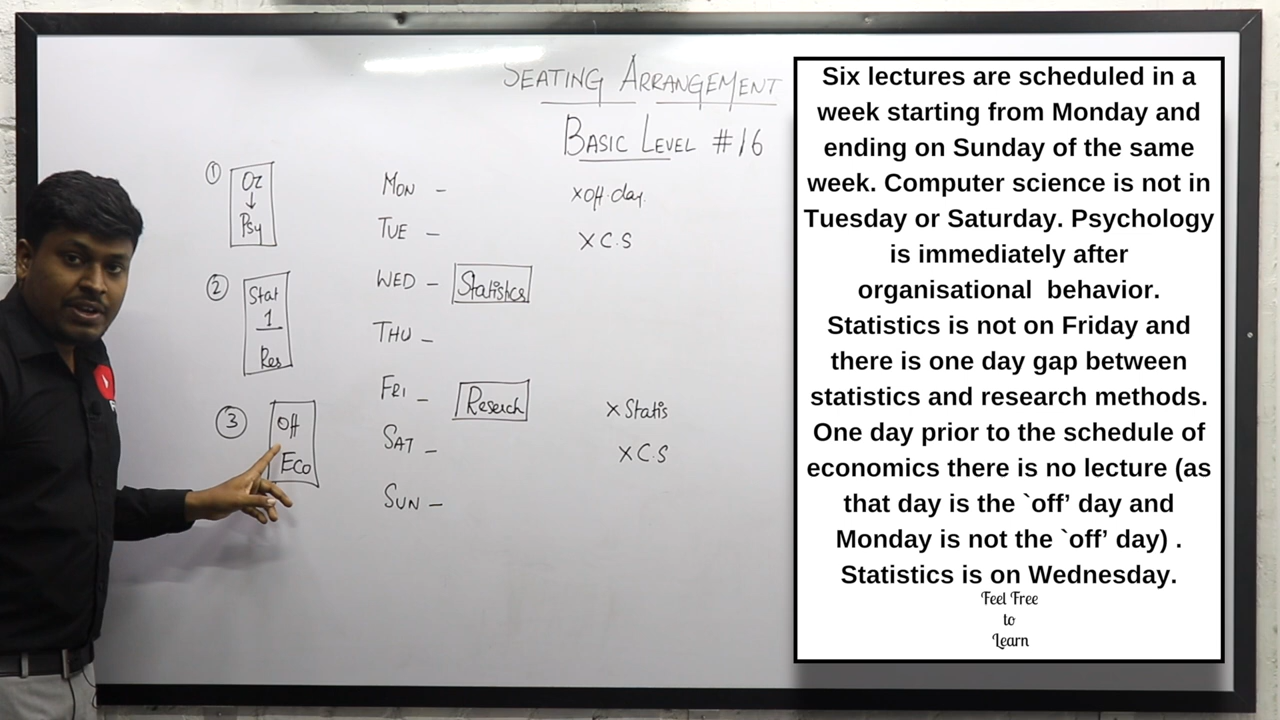 SEATING ARRANGEMENT
BASIC LEVEL #16
① Or
↓
Psy
② Stat
1
Res
③ Off
Eco
MON - X Off day.
TUE - X C.S
WED - Statistics
THU -
FRI - Reserch X Statis
SAT - X C.S
SUN -
Six lectures are scheduled in a
week starting from Monday and
ending on Sunday of the same
week. Computer science is not in
Tuesday or Saturday. Psychology
is immediately after
organisational behavior.
Statistics is not on Friday and
there is one day gap between
statistics and research methods.
One day prior to the schedule of
economics there is no lecture (as
that day is the `off’ day and
Monday is not the `off’ day) .
Statistics is on Wednesday.
Feel Free
to
Learn